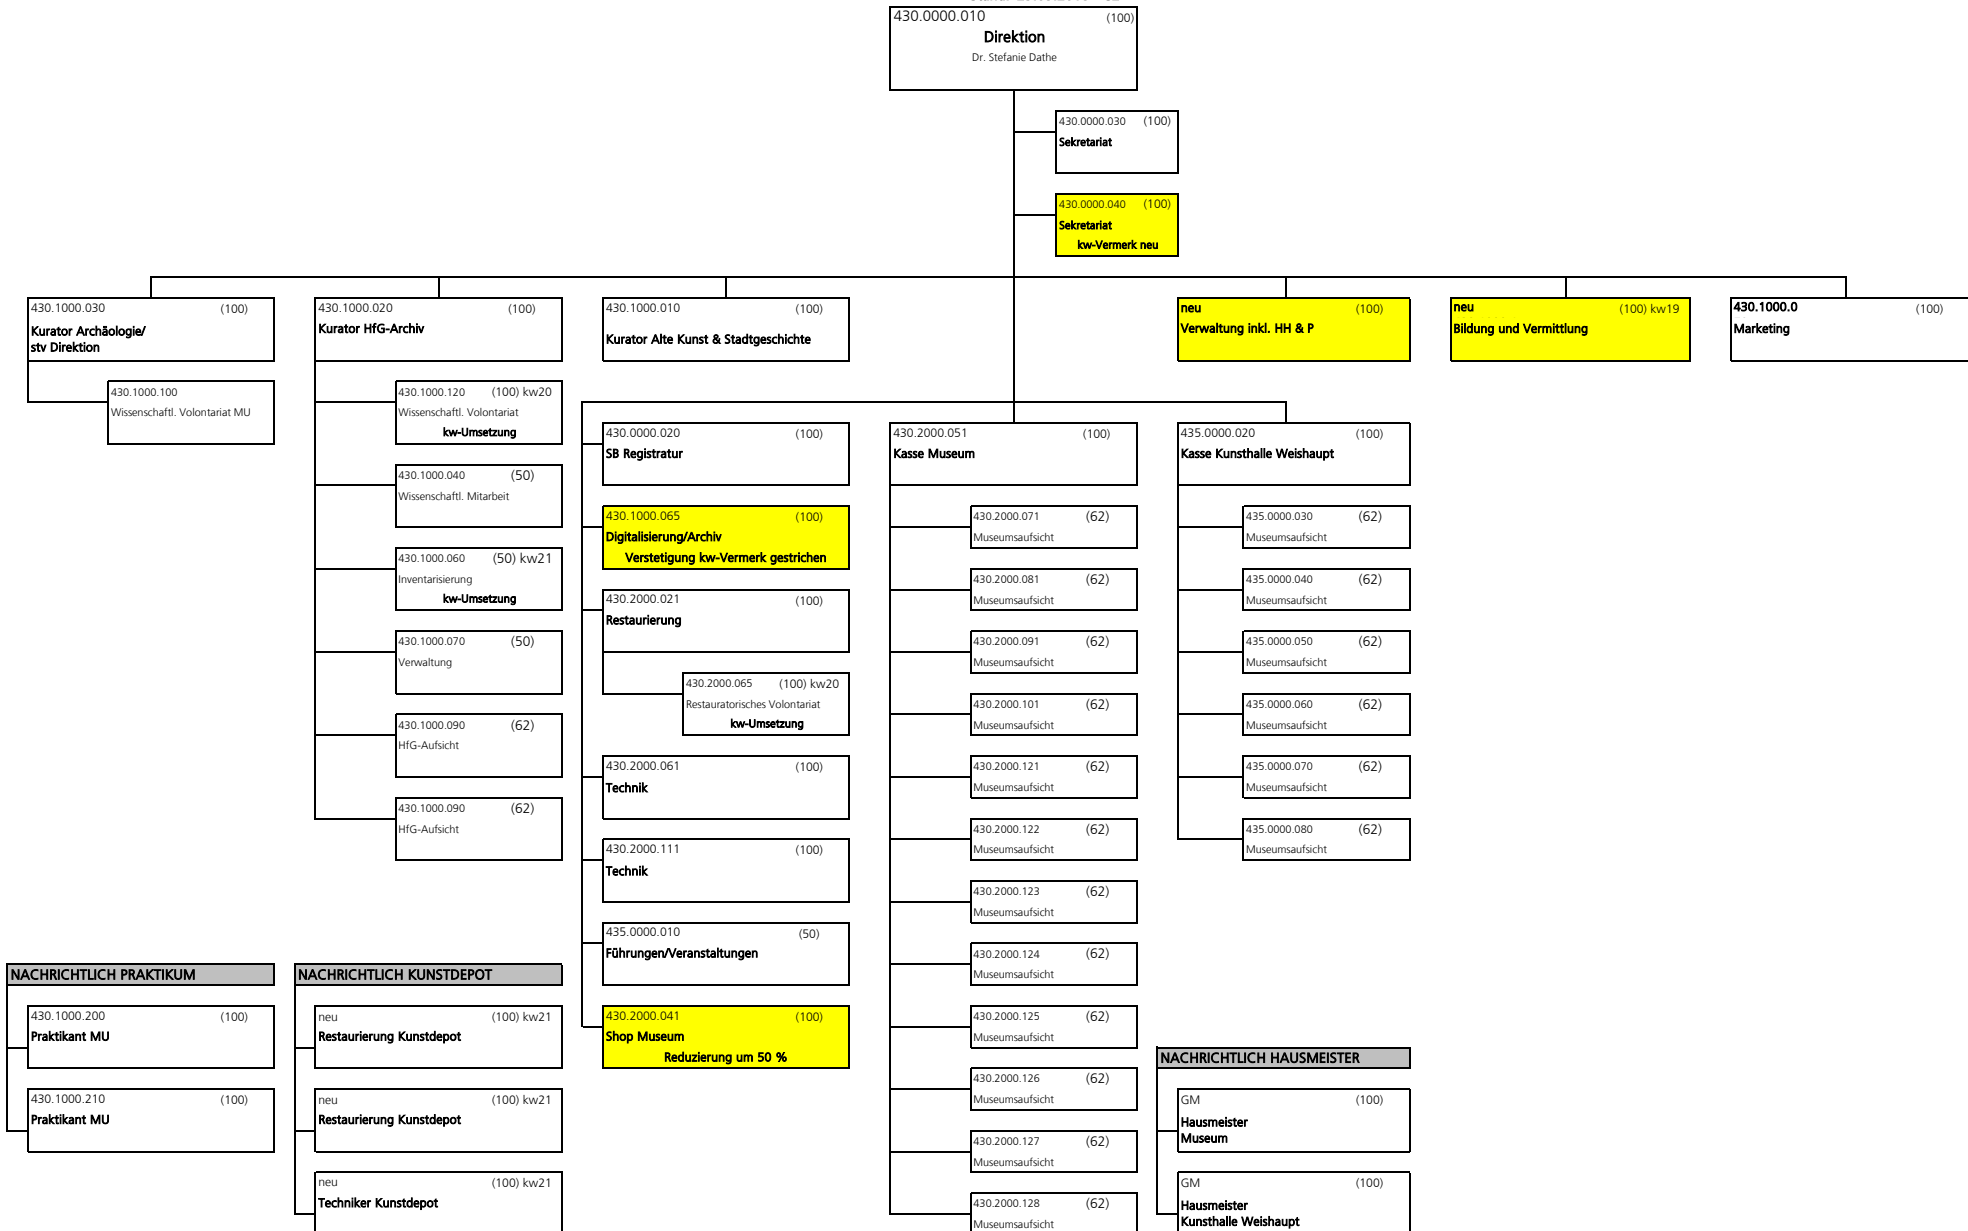 430.0000.010 (100)
Direktion
Dr. Stefanie Dathe
430.0000.030 (100)
Sekretariat
430.0000.040 (100)
Sekretariat
kw-Vermerk neu
430.1000.030 (100)
Kurator Archäologie/
stv Direktion
430.1000.100
Wissenschaftl. Volontariat MU
430.1000.020 (100)
Kurator HfG-Archiv
430.1000.120 (100) kw20
Wissenschaftl. Volontariat
kw-Umsetzung
430.1000.040 (50)
Wissenschaftl. Mitarbeit
430.1000.060 (50) kw21
Inventarisierung
kw-Umsetzung
430.1000.070 (50)
Verwaltung
430.1000.090 (62)
HfG-Aufsicht
430.1000.090 (62)
HfG-Aufsicht
430.1000.010 (100)
Kurator Alte Kunst & Stadtgeschichte
neu (100)
Verwaltung inkl. HH & P
neu (100) kw19
Bildung und Vermittlung
430.1000.0 (100)
Marketing
430.0000.020 (100)
SB Registratur
430.1000.065 (100)
Digitalisierung/Archiv
Verstetigung kw-Vermerk gestrichen
430.2000.021 (100)
Restaurierung
430.2000.065 (100) kw20
Restauratorisches Volontariat
kw-Umsetzung
430.2000.061 (100)
Technik
430.2000.111 (100)
Technik
435.0000.010 (50)
Führungen/Veranstaltungen
430.2000.041 (100)
Shop Museum
Reduzierung um 50 %
430.2000.051 (100)
Kasse Museum
430.2000.071 (62)
Museumsaufsicht
430.2000.081 (62)
Museumsaufsicht
430.2000.091 (62)
Museumsaufsicht
430.2000.101 (62)
Museumsaufsicht
430.2000.121 (62)
Museumsaufsicht
430.2000.122 (62)
Museumsaufsicht
430.2000.123 (62)
Museumsaufsicht
430.2000.124 (62)
Museumsaufsicht
430.2000.125 (62)
Museumsaufsicht
430.2000.126 (62)
Museumsaufsicht
430.2000.127 (62)
Museumsaufsicht
430.2000.128 (62)
Museumsaufsicht
435.0000.020 (100)
Kasse Kunsthalle Weishaupt
435.0000.030 (62)
Museumsaufsicht
435.0000.040 (62)
Museumsaufsicht
435.0000.050 (62)
Museumsaufsicht
435.0000.060 (62)
Museumsaufsicht
435.0000.070 (62)
Museumsaufsicht
435.0000.080 (62)
Museumsaufsicht
NACHRICHTLICH PRAKTIKUM
430.1000.200 (100)
Praktikant MU
430.1000.210 (100)
Praktikant MU
NACHRICHTLICH KUNSTDEPOT
neu (100) kw21
Restaurierung Kunstdepot
neu (100) kw21
Restaurierung Kunstdepot
neu (100) kw21
Techniker Kunstdepot
NACHRICHTLICH HAUSMEISTER
GM (100)
Hausmeister
Museum
GM (100)
Hausmeister
Kunsthalle Weishaupt